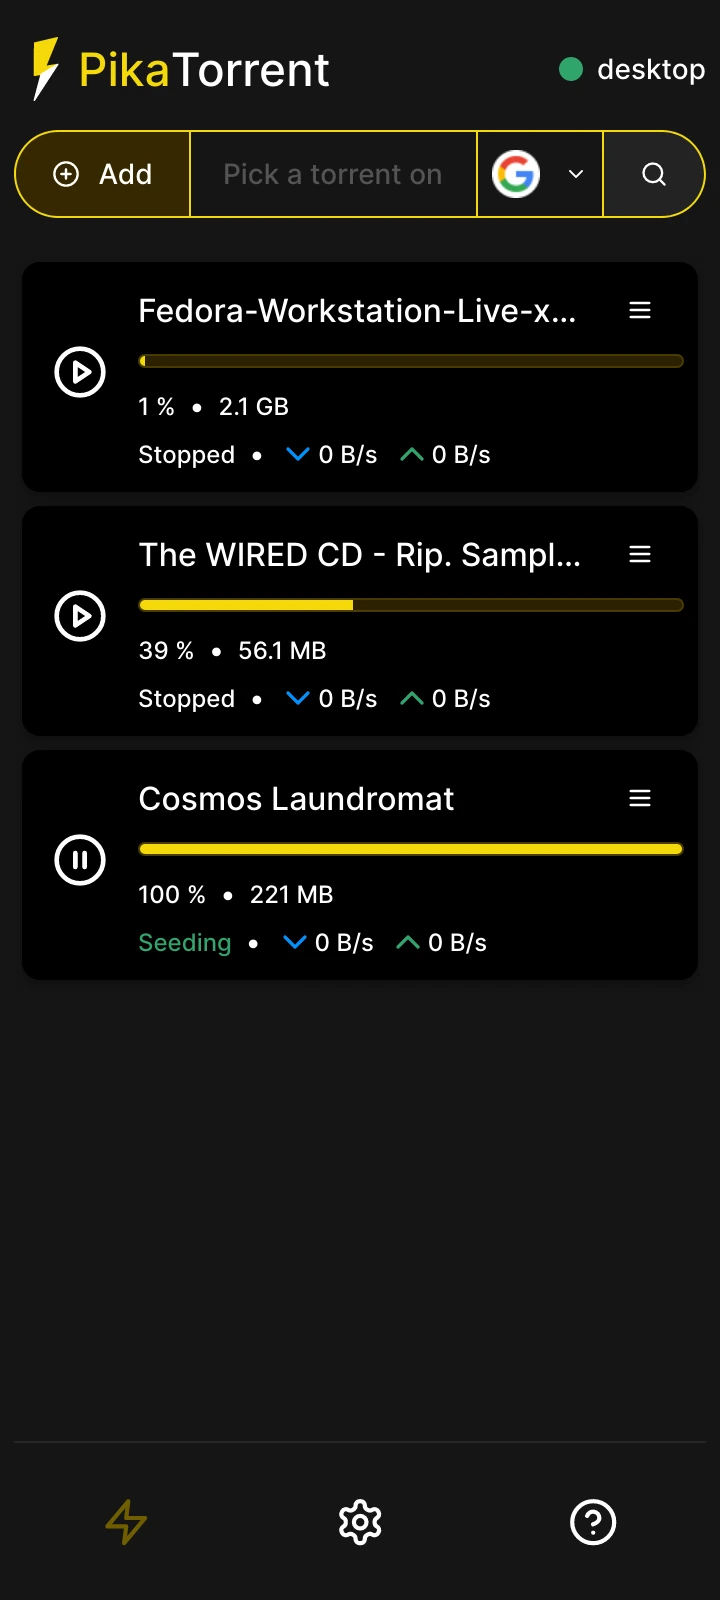 PikaTorrent
desktop
Add
Pick a torrent on
Fedora-Workstation-Live-x...
1 % • 2.1 GB
Stopped • 0 B/s 0 B/s
The WIRED CD - Rip. Sampl...
39 % • 56.1 MB
Stopped • 0 B/s 0 B/s
Cosmos Laundromat
100 % • 221 MB
Seeding • 0 B/s 0 B/s